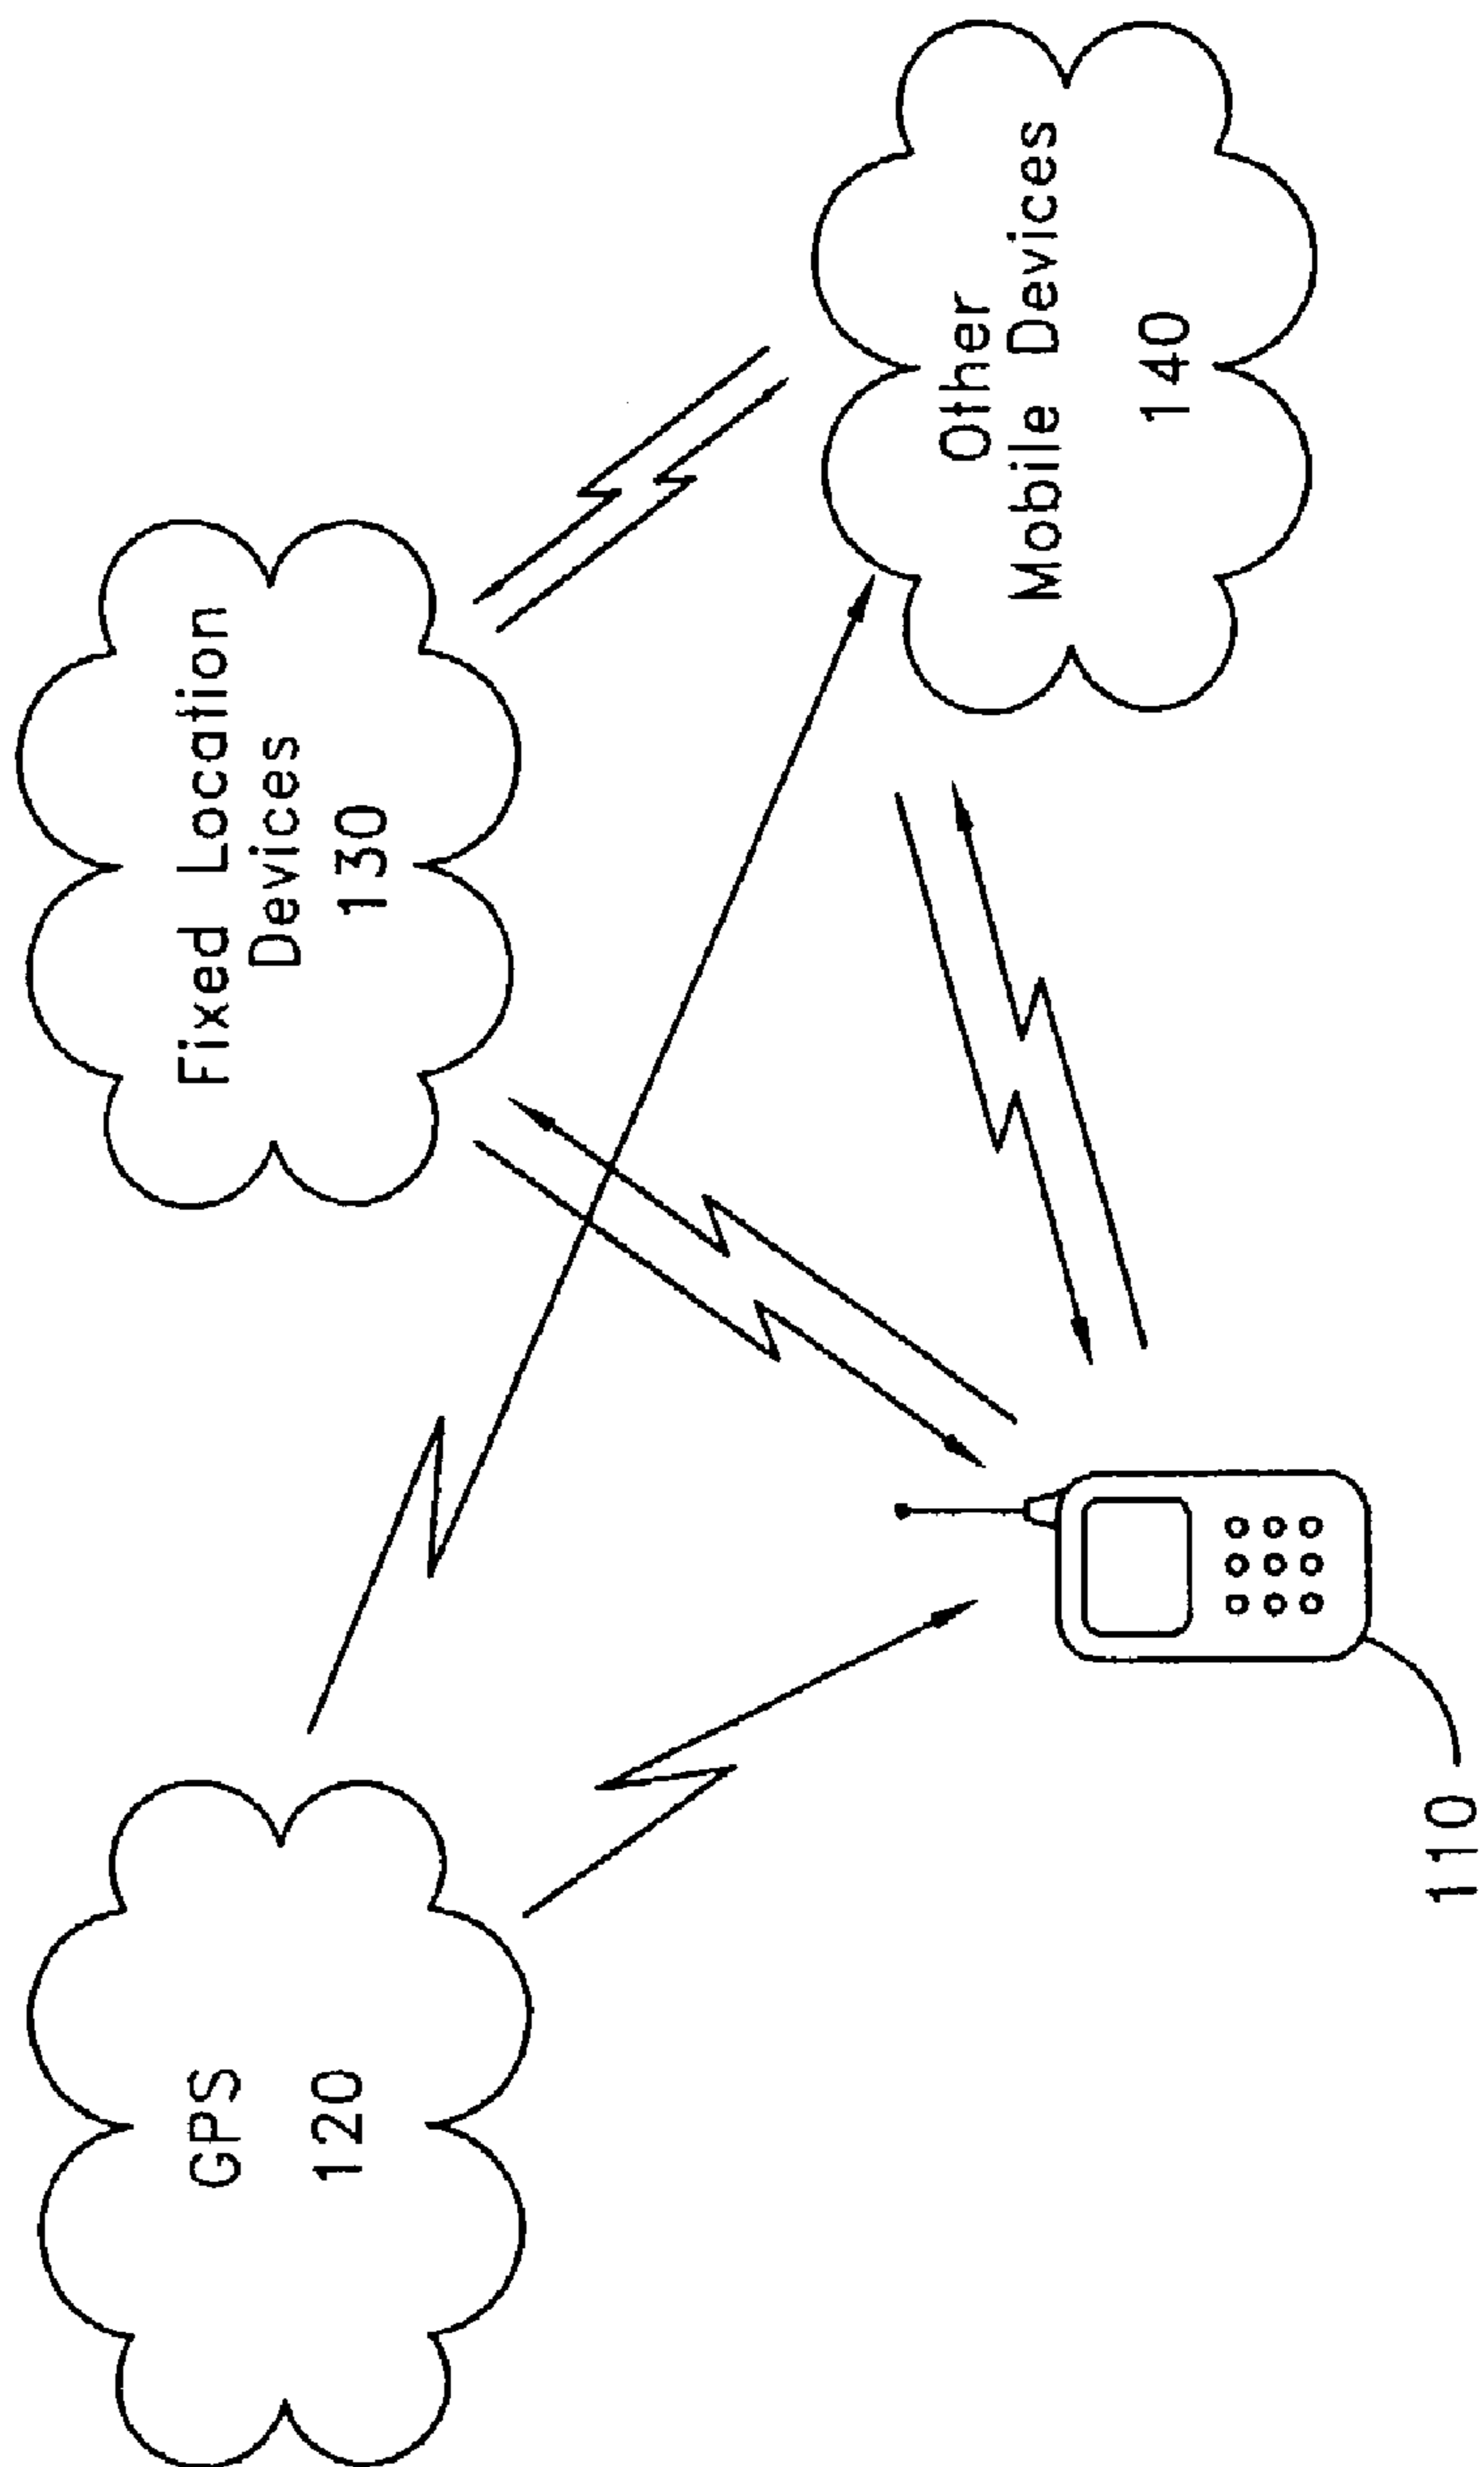 GPS
120
Fixed Location
Devices
130
Other
Mobile Devices
140
110